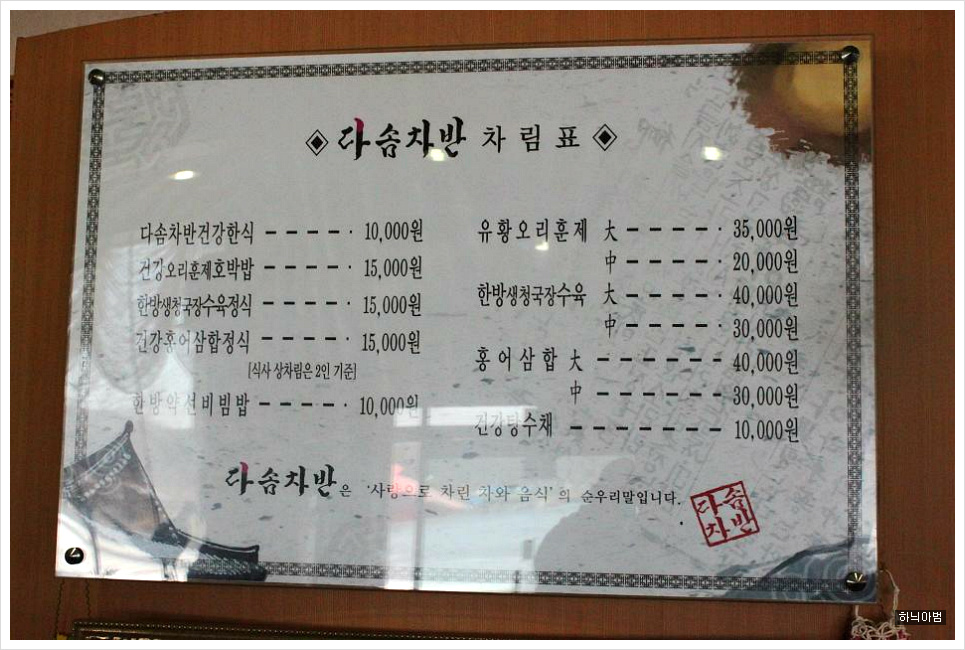 다솜차반 차림표
다솜차반건강한식 - - - - - · 10,000원
건강오리훈제호박밥 - - - - - · 15,000원
한방생청국장수육정식 - - - - - · 15,000원
건강홍어삼합정식 - - - - - · 15,000원
[식사 상차림은 2인 기준]
한방약선비빔밥 - - - - - · 10,000원
유황오리훈제 大 - - - - - · 35,000원
中 - - - - - · 20,000원
한방생청국장수육 大 - - - - - · 40,000원
中 - - - - - 30,000원
홍어삼합 大 - - - - - - - 40,000원
中 - - - - - - - 30,000원
건강탕수채 - - - - - - - - 10,000원
다솜차반은 '사랑으로 차린 차와 음식'의 순우리말입니다.
다솜
차반
하늬아범